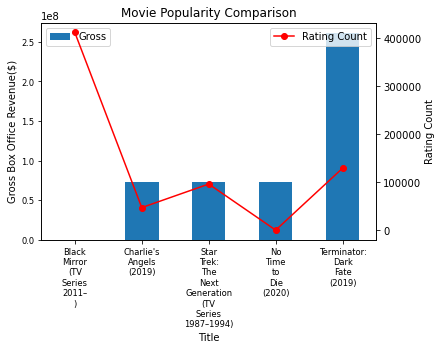 Movie Popularity Comparison
1e8
Gross
Rating Count
Gross Box Office Revenue($)
2.5
2.0
1.5
1.0
0.5
0.0
400000
300000
200000
100000
0
Rating Count
Black
Mirror
(TV
Series
2011–
)
Charlie's
Angels
(2019)
Star
Trek:
The
Next
Generation
(TV
Series
1987–1994)
No
Time
to
Die
(2020)
Terminator:
Dark
Fate
(2019)
Title